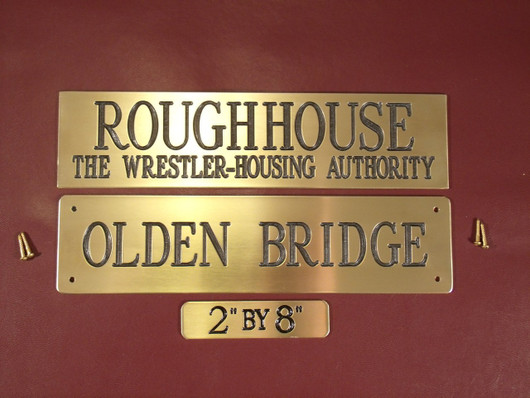 ROUGHHOUSE
THE WRESTLER-HOUSING AUTHORITY
OLDEN BRIDGE
2" BY 8"